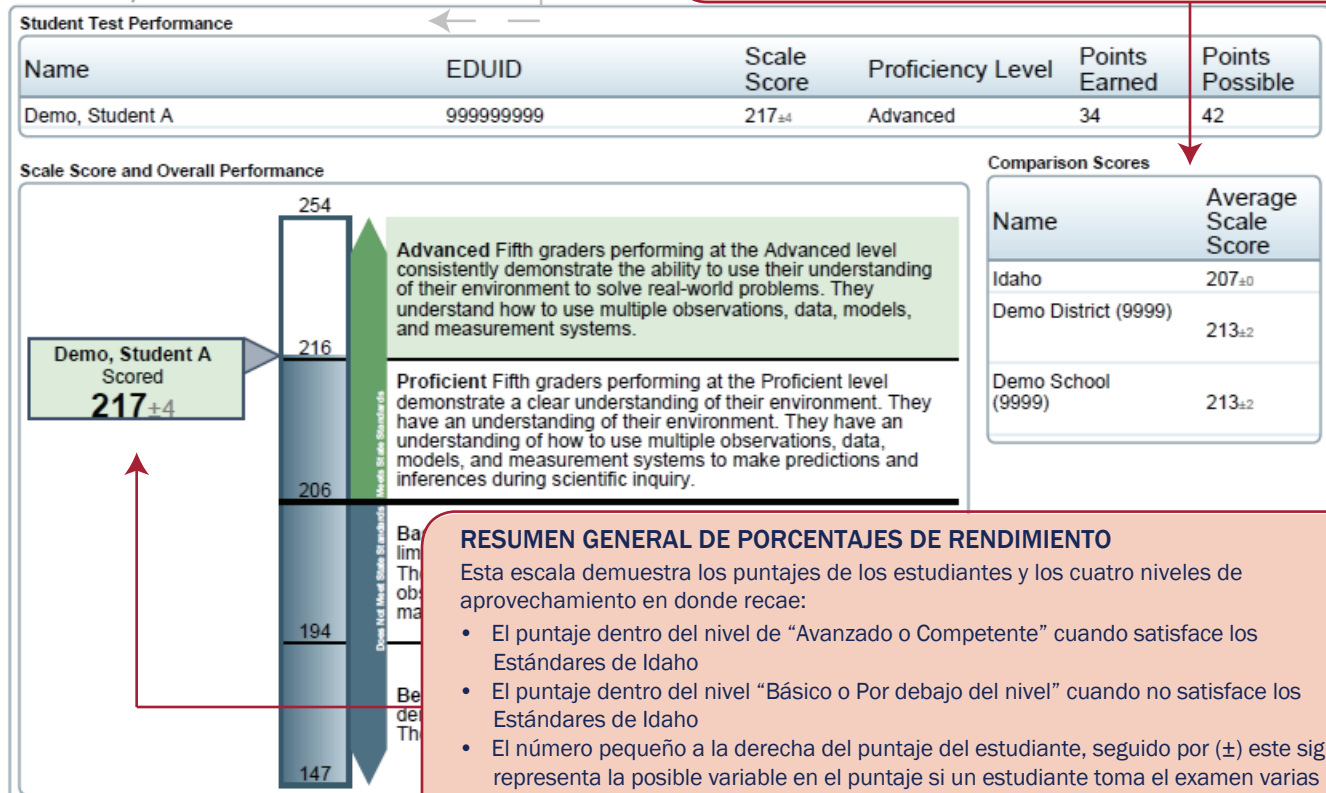 Student Test Performance
Name EDUID Scale Score Proficiency Level Points Earned Points Possible
Demo, Student A 999999999 217±4 Advanced 34 42
Scale Score and Overall Performance
254
Advanced Fifth graders performing at the Advanced level
consistently demonstrate the ability to use their understanding
of their environment to solve real-world problems. They
understand how to use multiple observations, data, models,
and measurement systems.
Demo, Student A
Scored
217±4
216
Proficient Fifth graders performing at the Proficient level
demonstrate a clear understanding of their environment. They
have an understanding of their environment. They have an
understanding of how to use multiple observations, data,
models, and measurement systems to make predictions and
inferences during scientific inquiry.
Meets State Standards
206
Does Not Meet State Standards
194
147
Comparison Scores
Name Average Scale Score
Idaho 207±0
Demo District (9999) 213±2
Demo School
(9999) 213±2
RESUMEN GENERAL DE PORCENTAJES DE RENDIMIENTO
Esta escala demuestra los puntajes de los estudiantes y los cuatro niveles de
aprovechamiento en donde recae:
• El puntaje dentro del nivel de “Avanzado o Competente” cuando satisface los
Estándares de Idaho
• El puntaje dentro del nivel “Básico o Por debajo del nivel” cuando no satisface los
Estándares de Idaho
• El número pequeño a la derecha del puntaje del estudiante, seguido por (±) este
representa la posible variable en el puntaje si un estudiante toma el examen varias